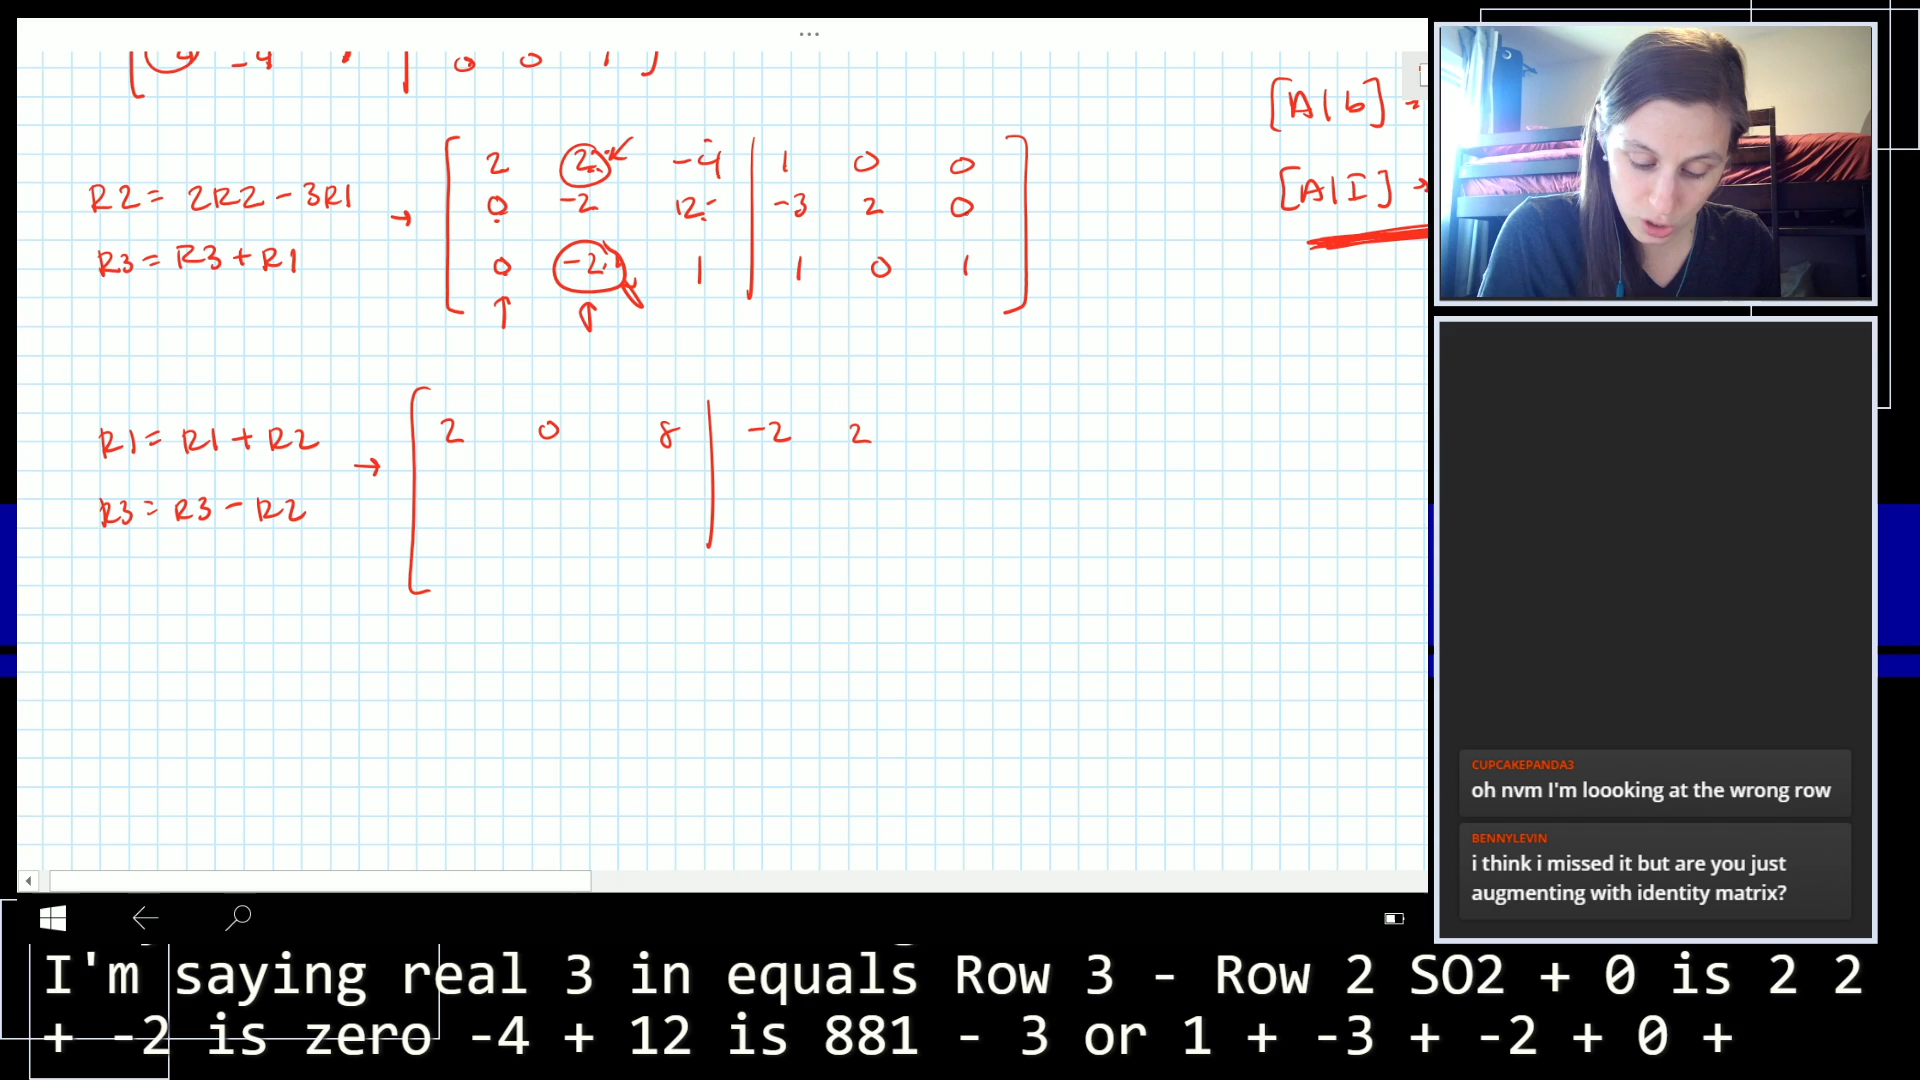 -4 | 0 0 1
[A|b] →
R2 = 2R2 - 3R1
R3 = R3 + R1
→
2 2 -4 | 1 0 0
0 -2 12 | -3 2 0
0 -2 1 | 1 0 1
[A|I] →
R1 = R1 + R2
R3 = R3 - R2
→
2 0 8 | -2 2
CUPCAKEPANDA3
oh nvm I'm loooking at the wrong row
BENNYLEVIN
i think i missed it but are you just
augmenting with identity matrix?
I'm saying real 3 in equals Row 3 - Row 2 SO2 + 0 is 2 2
+ -2 is zero -4 + 12 is 881 - 3 or 1 + -3 + -2 + 0 +